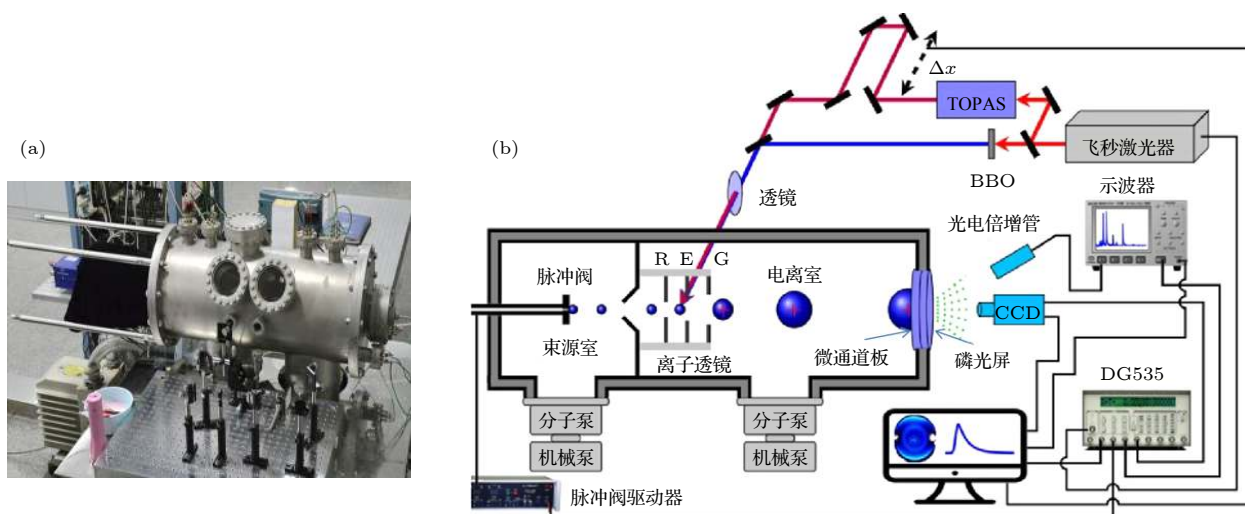 (a)
(b)
Δx
TOPAS
飞秒激光器
BBO
示波器
透镜
光电倍增管
R E G
脉冲阀
电离室
CCD
束源室
离子透镜
微通道板
磷光屏
DG535
分子泵
分子泵
机械泵
机械泵
脉冲阀驱动器